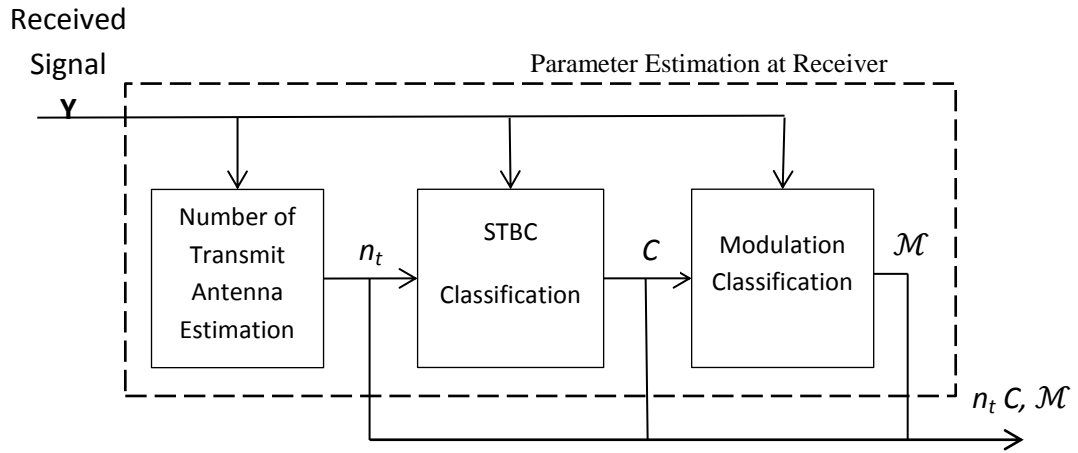 Received
Signal
Parameter Estimation at Receiver
Y
Number of
Transmit
Antenna
Estimation
n_t
STBC
Classification
C
Modulation
Classification
ℳ
n_t C, ℳ